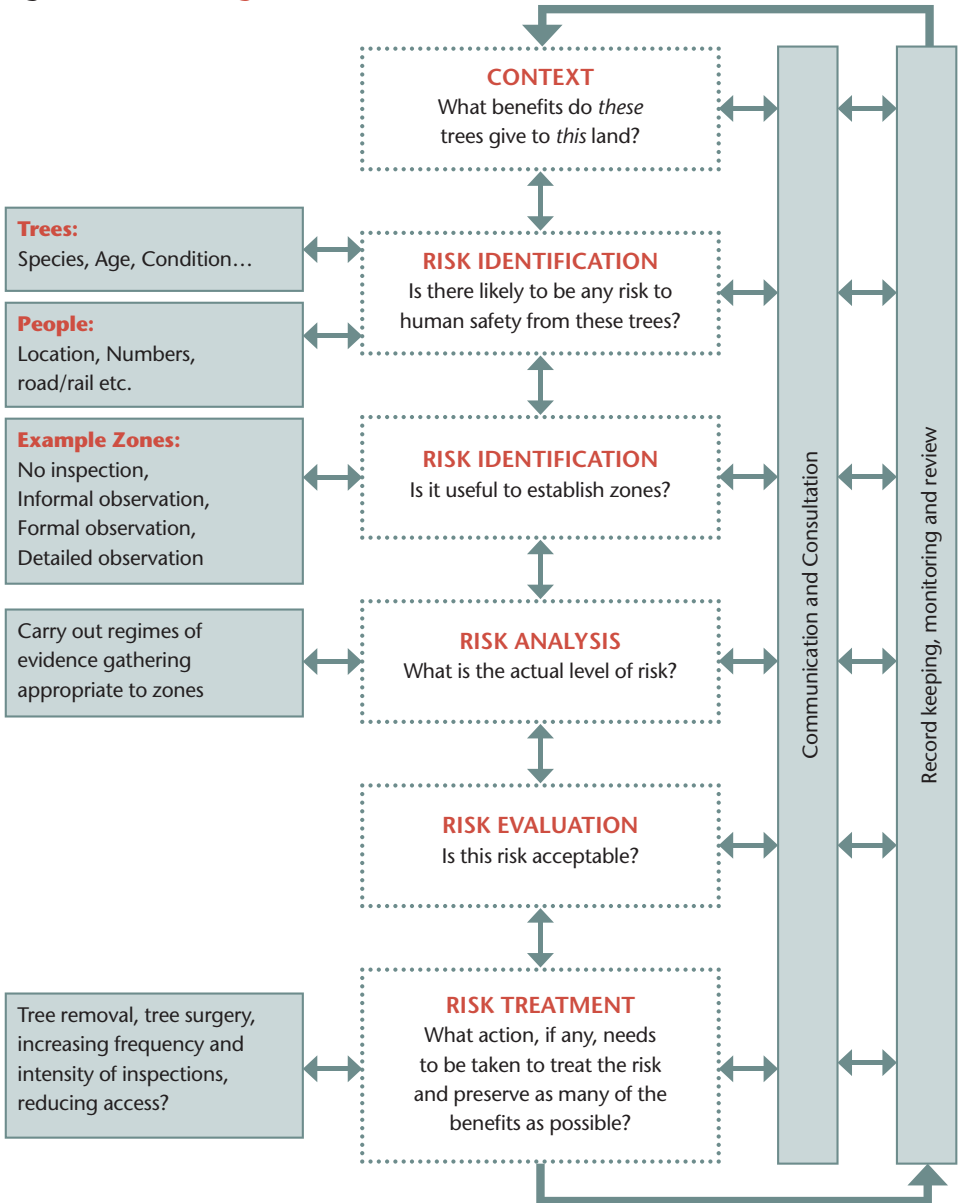 CONTEXT
What benefits do these
trees give to this land?
Trees:
Species, Age, Condition…
RISK IDENTIFICATION
Is there likely to be any risk to
human safety from these trees?
People:
Location, Numbers,
road/rail etc.
Example Zones:
No inspection,
Informal observation,
Formal observation,
Detailed observation
RISK IDENTIFICATION
Is it useful to establish zones?
Carry out regimes of
evidence gathering
appropriate to zones
RISK ANALYSIS
What is the actual level of risk?
RISK EVALUATION
Is this risk acceptable?
Tree removal, tree surgery,
increasing frequency and
intensity of inspections,
reducing access?
RISK TREATMENT
What action, if any, needs
to be taken to treat the risk
and preserve as many of the
benefits as possible?
Communication and Consultation
Record keeping, monitoring and review